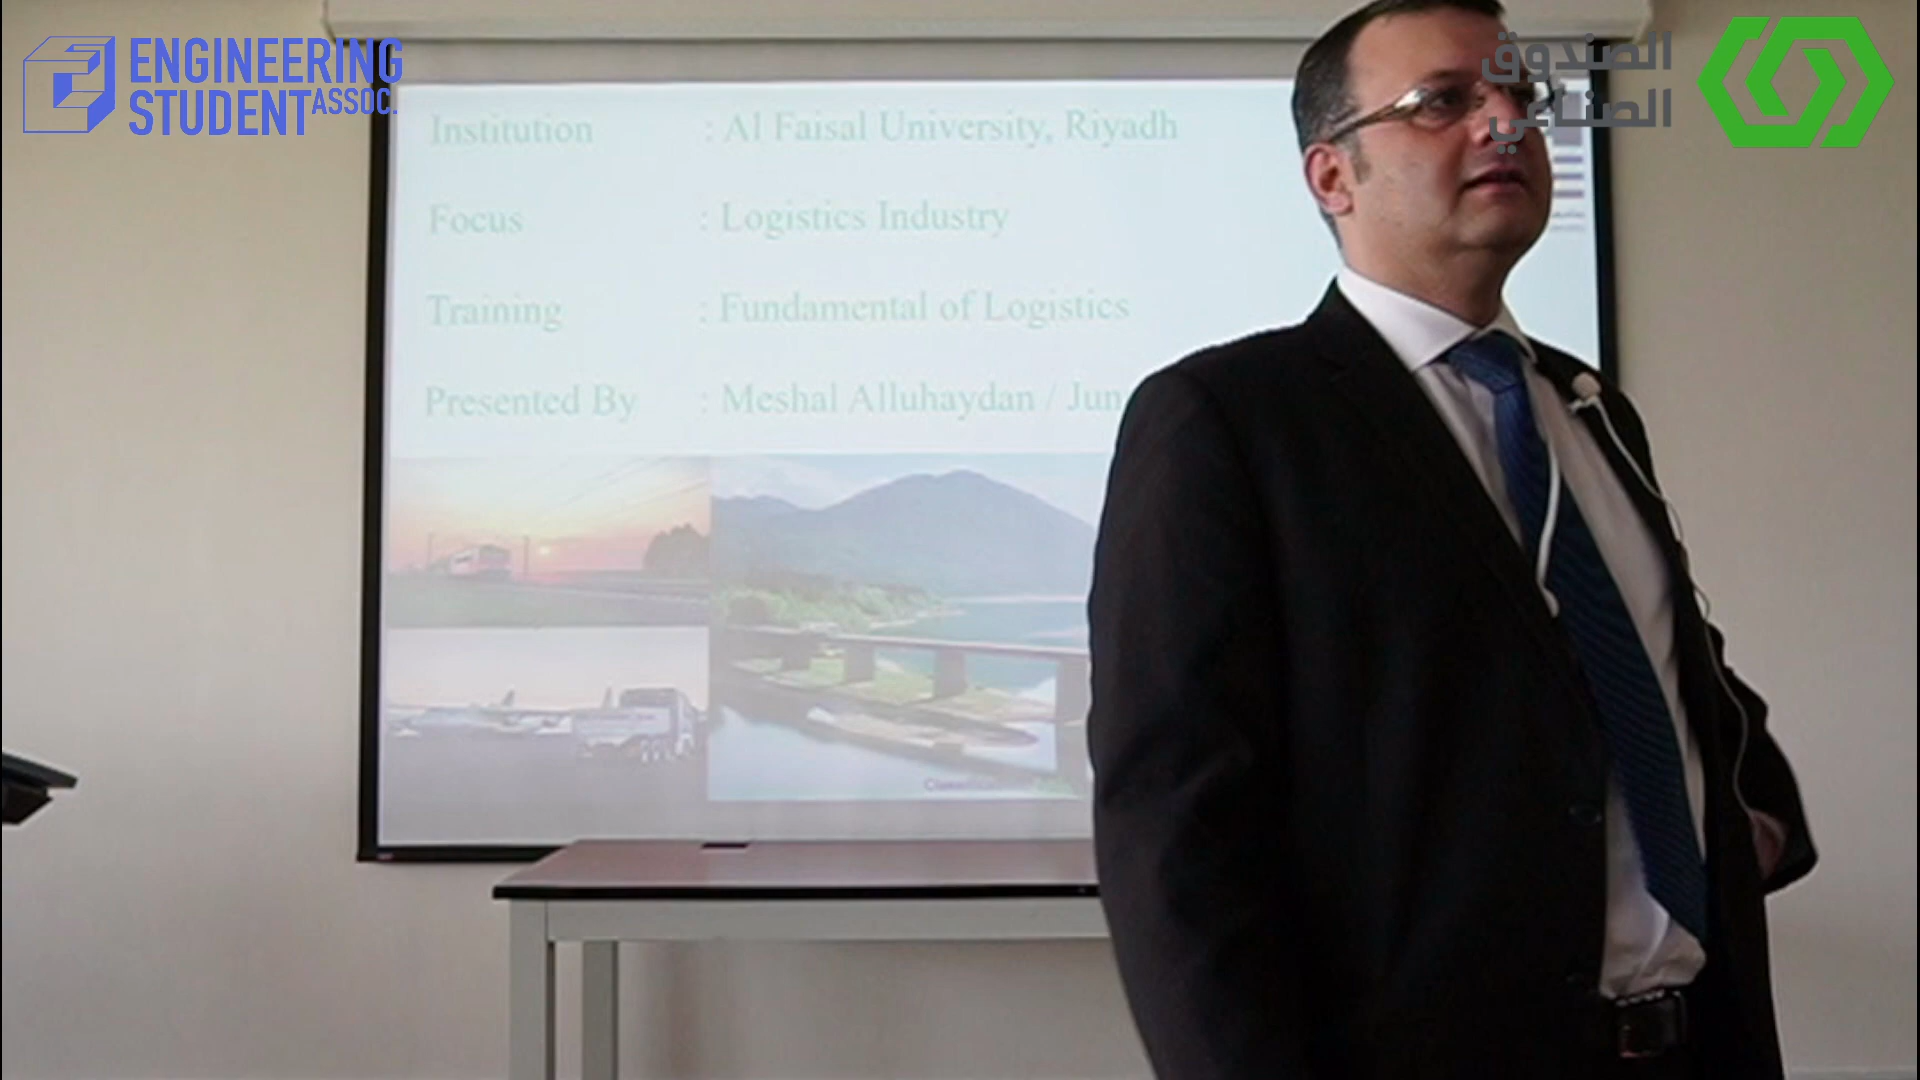 ENGINEERING
STUDENT ASSOC.
الصندوق
الصناعي
Institution : Al Faisal University, Riyadh
Focus : Logistics Industry
Training : Fundamental of Logistics
Presented By : Meshal Alluhaydan / Jun